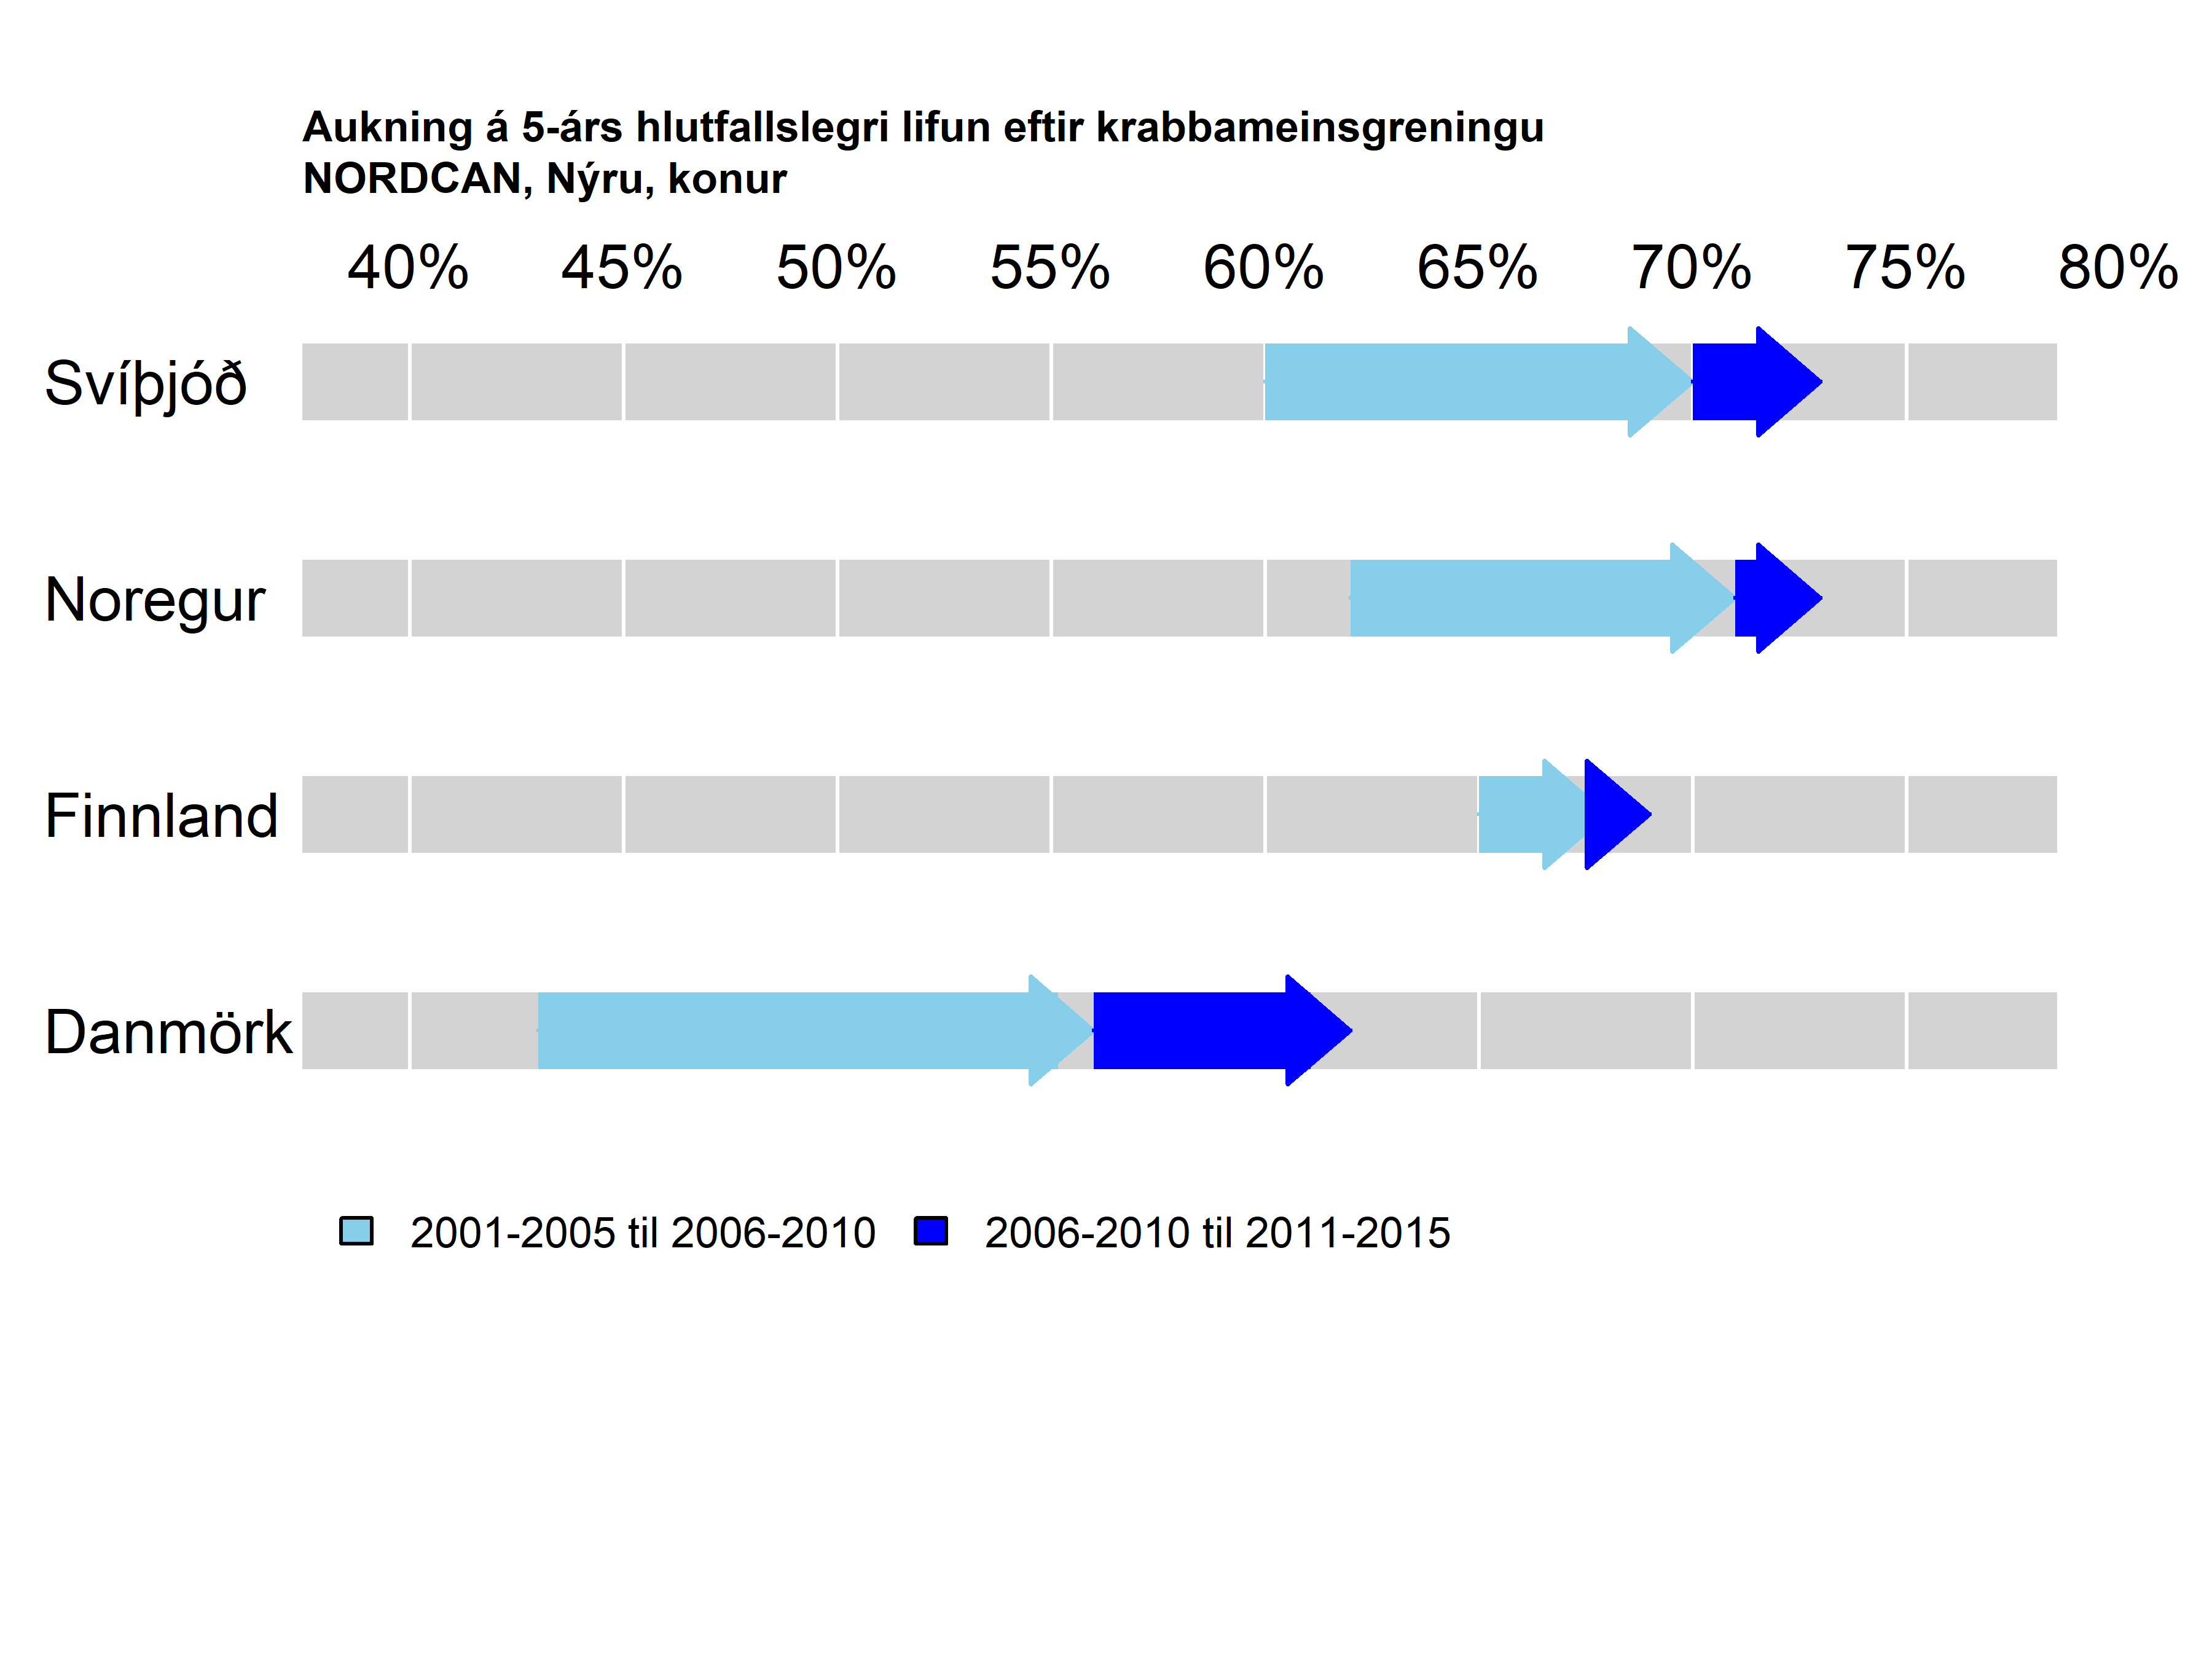 Aukning á 5-árs hlutfallslegri lifun eftir krabbameinsgreningu
NORDCAN, Nýru, konur
40% 45% 50% 55% 60% 65% 70% 75% 80%
Svíþjóð
Noregur
Finnland
Danmörk
2001-2005 til 2006-2010 2006-2010 til 2011-2015